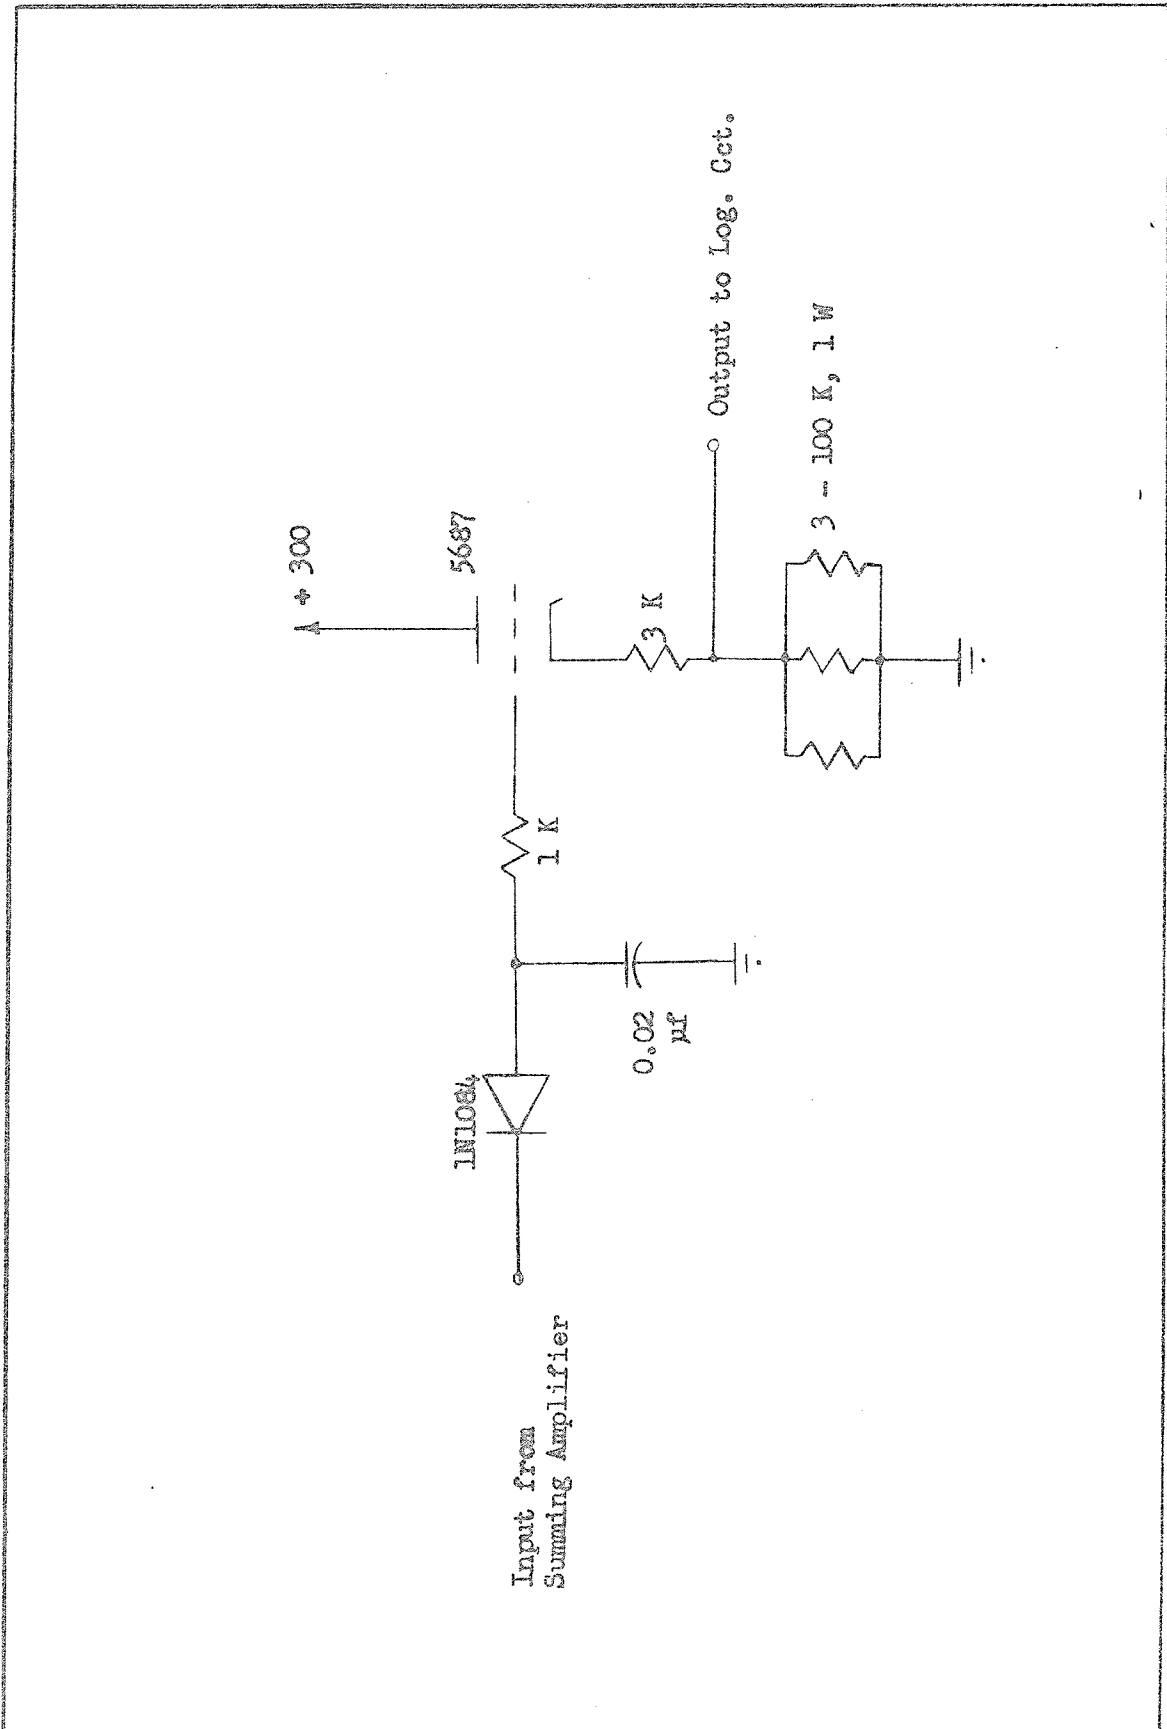 + 300
5687
1N1084
1 K
3 K
Output to Log. Cct.
Input from
Summing Amplifier
0.02
µf
3 - 100 K, 1 W